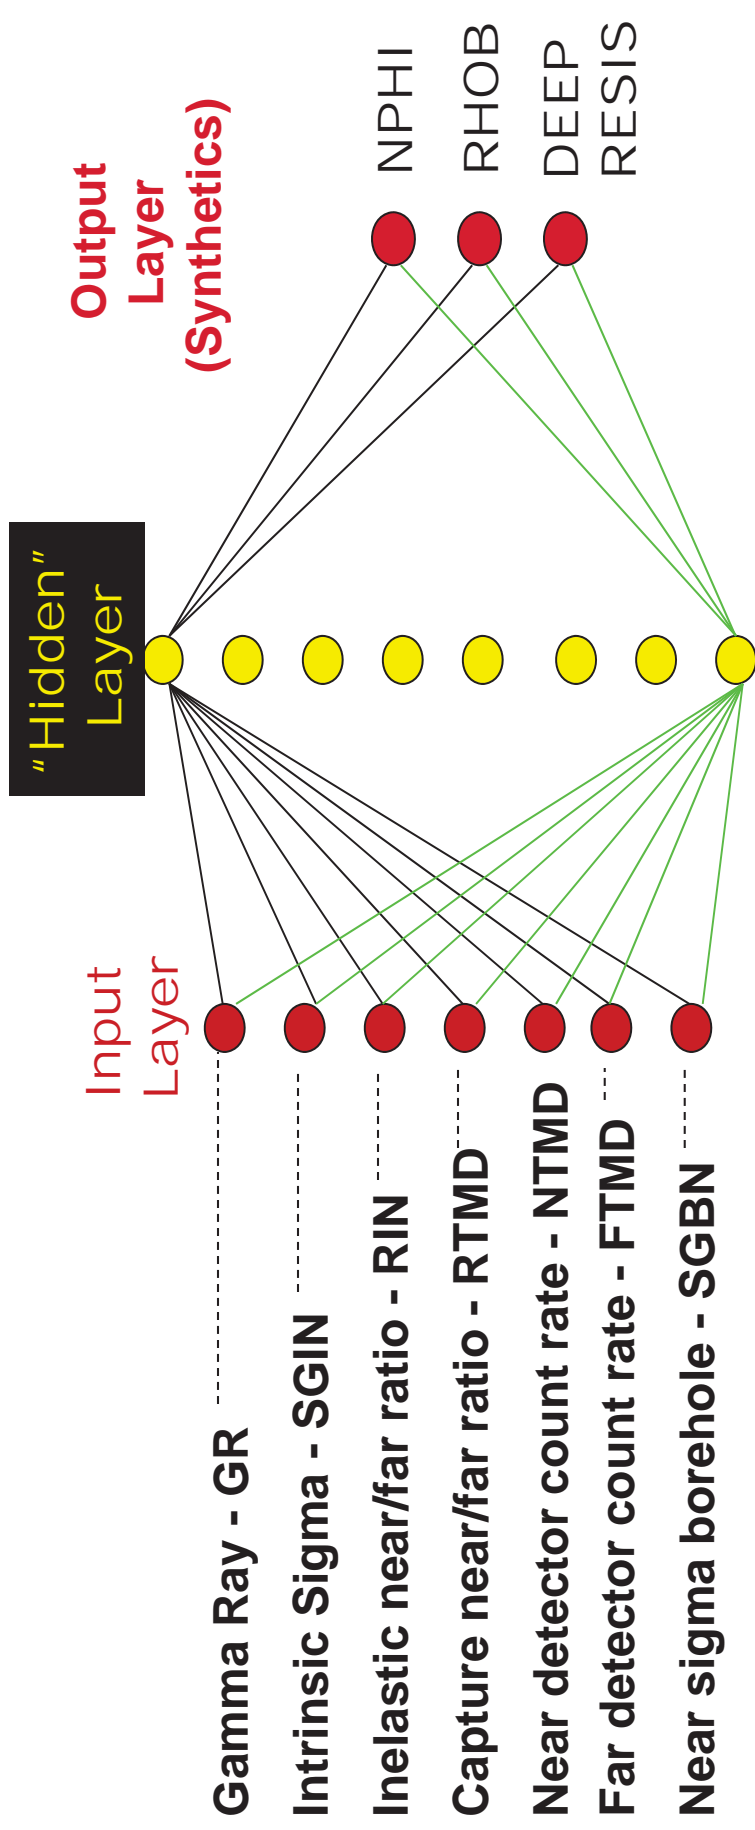 Input
Layer
“Hidden”
Layer
Output
Layer
(Synthetics)
Gamma Ray - GR
Intrinsic Sigma - SGIN
Inelastic near/far ratio - RIN
Capture near/far ratio - RTMD
Near detector count rate - NTMD
Far detector count rate - FTMD
Near sigma borehole - SGBN
NPHI
RHOB
DEEP
RESIS